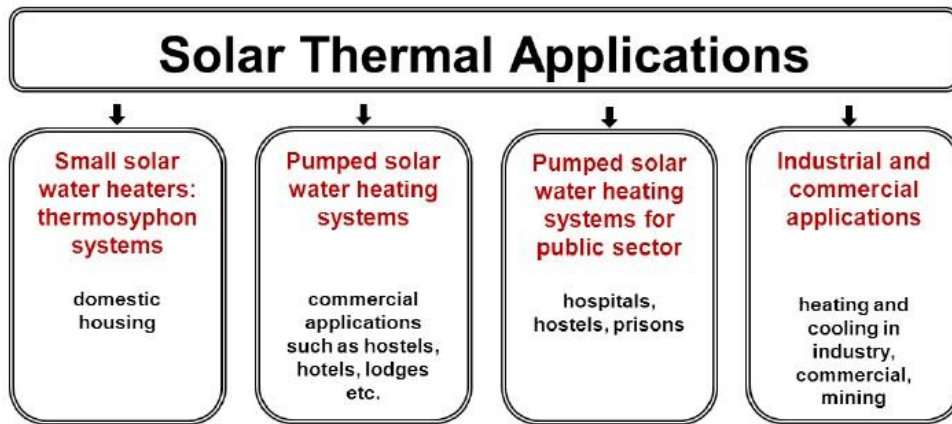 Solar Thermal Applications
Small solar
water heaters:
thermosyphon
systems
domestic
housing
Pumped solar
water heating
systems
commercial
applications
such as hostels,
hotels, lodges
etc.
Pumped solar
water heating
systems for
public sector
hospitals,
hostels, prisons
Industrial and
commercial
applications
heating and
cooling in
industry,
commercial,
mining